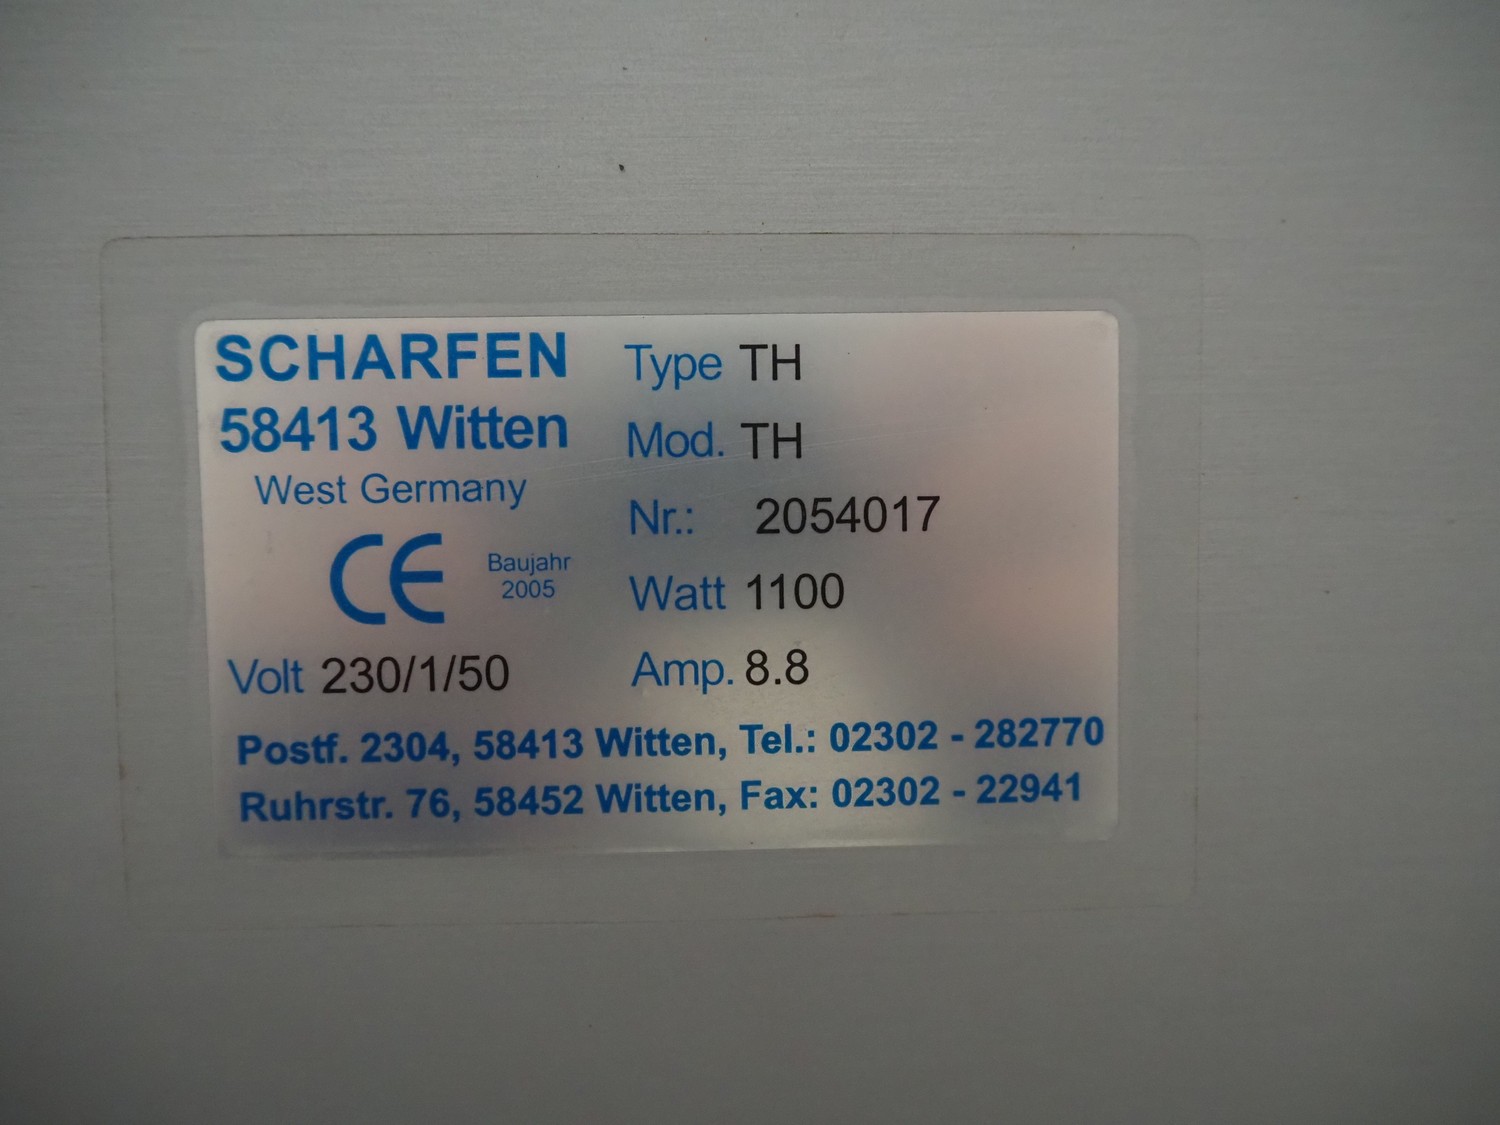 SCHARFEN
58413 Witten
West Germany
CE
Baujahr
2005
Volt 230/1/50
Type TH
Mod. TH
Nr.: 2054017
Watt 1100
Amp. 8.8
Postf. 2304, 58413 Witten, Tel.: 02302 - 282770
Ruhrstr. 76, 58452 Witten, Fax: 02302 - 22941